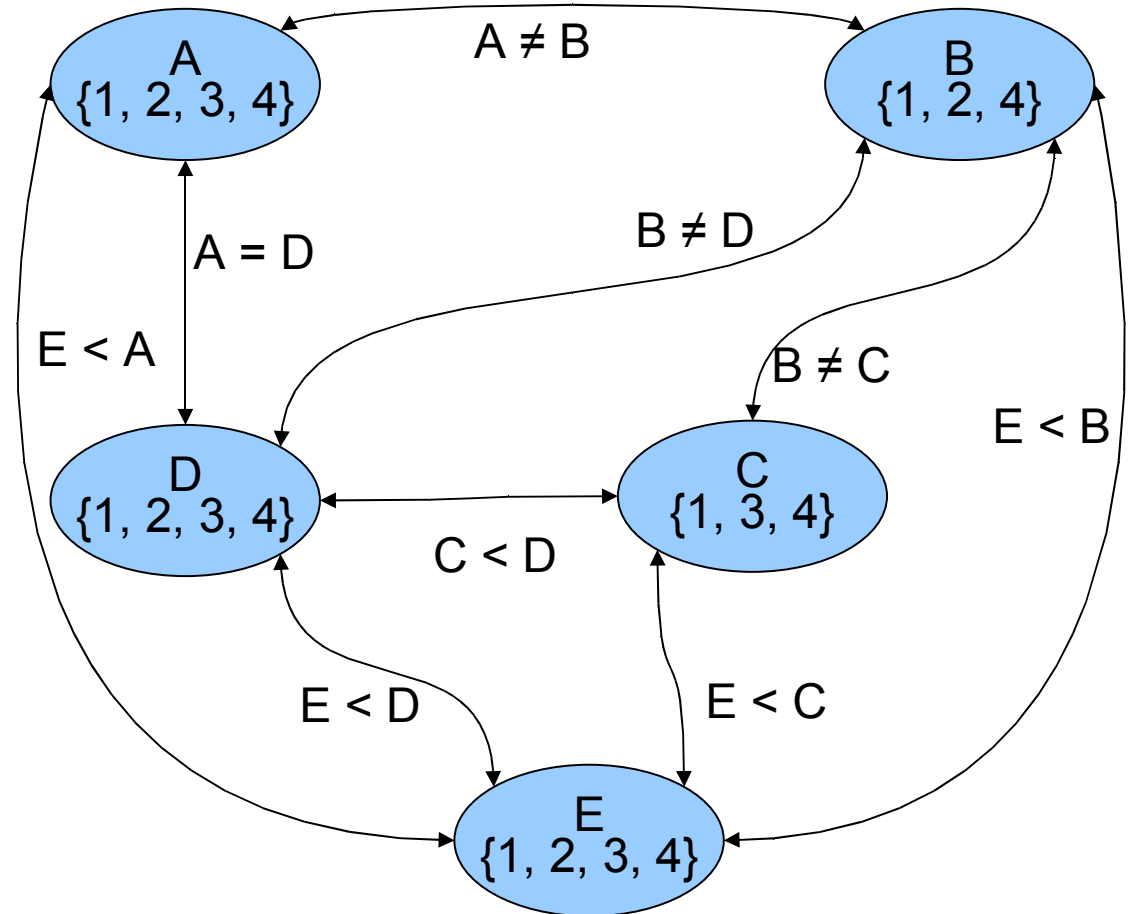 A
{1, 2, 3, 4}
A ≠ B
B
{1, 2, 4}
B ≠ D
A = D
E < A
B ≠ C
E < B
D
{1, 2, 3, 4}
C
{1, 3, 4}
C < D
E < D
E < C
E
{1, 2, 3, 4}